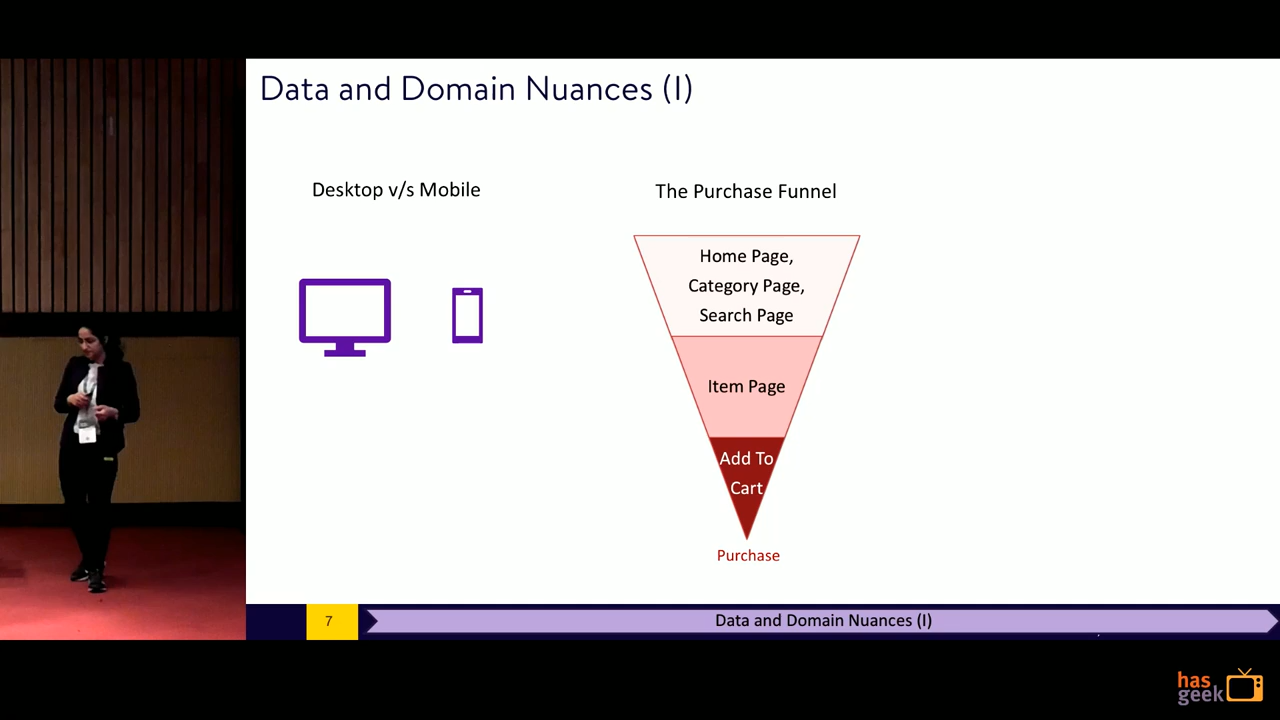 Data and Domain Nuances (I)
Desktop v/s Mobile
The Purchase Funnel
Home Page,
Category Page,
Search Page
Item Page
Add To
Cart
Purchase
7
Data and Domain Nuances (I)
has
geek